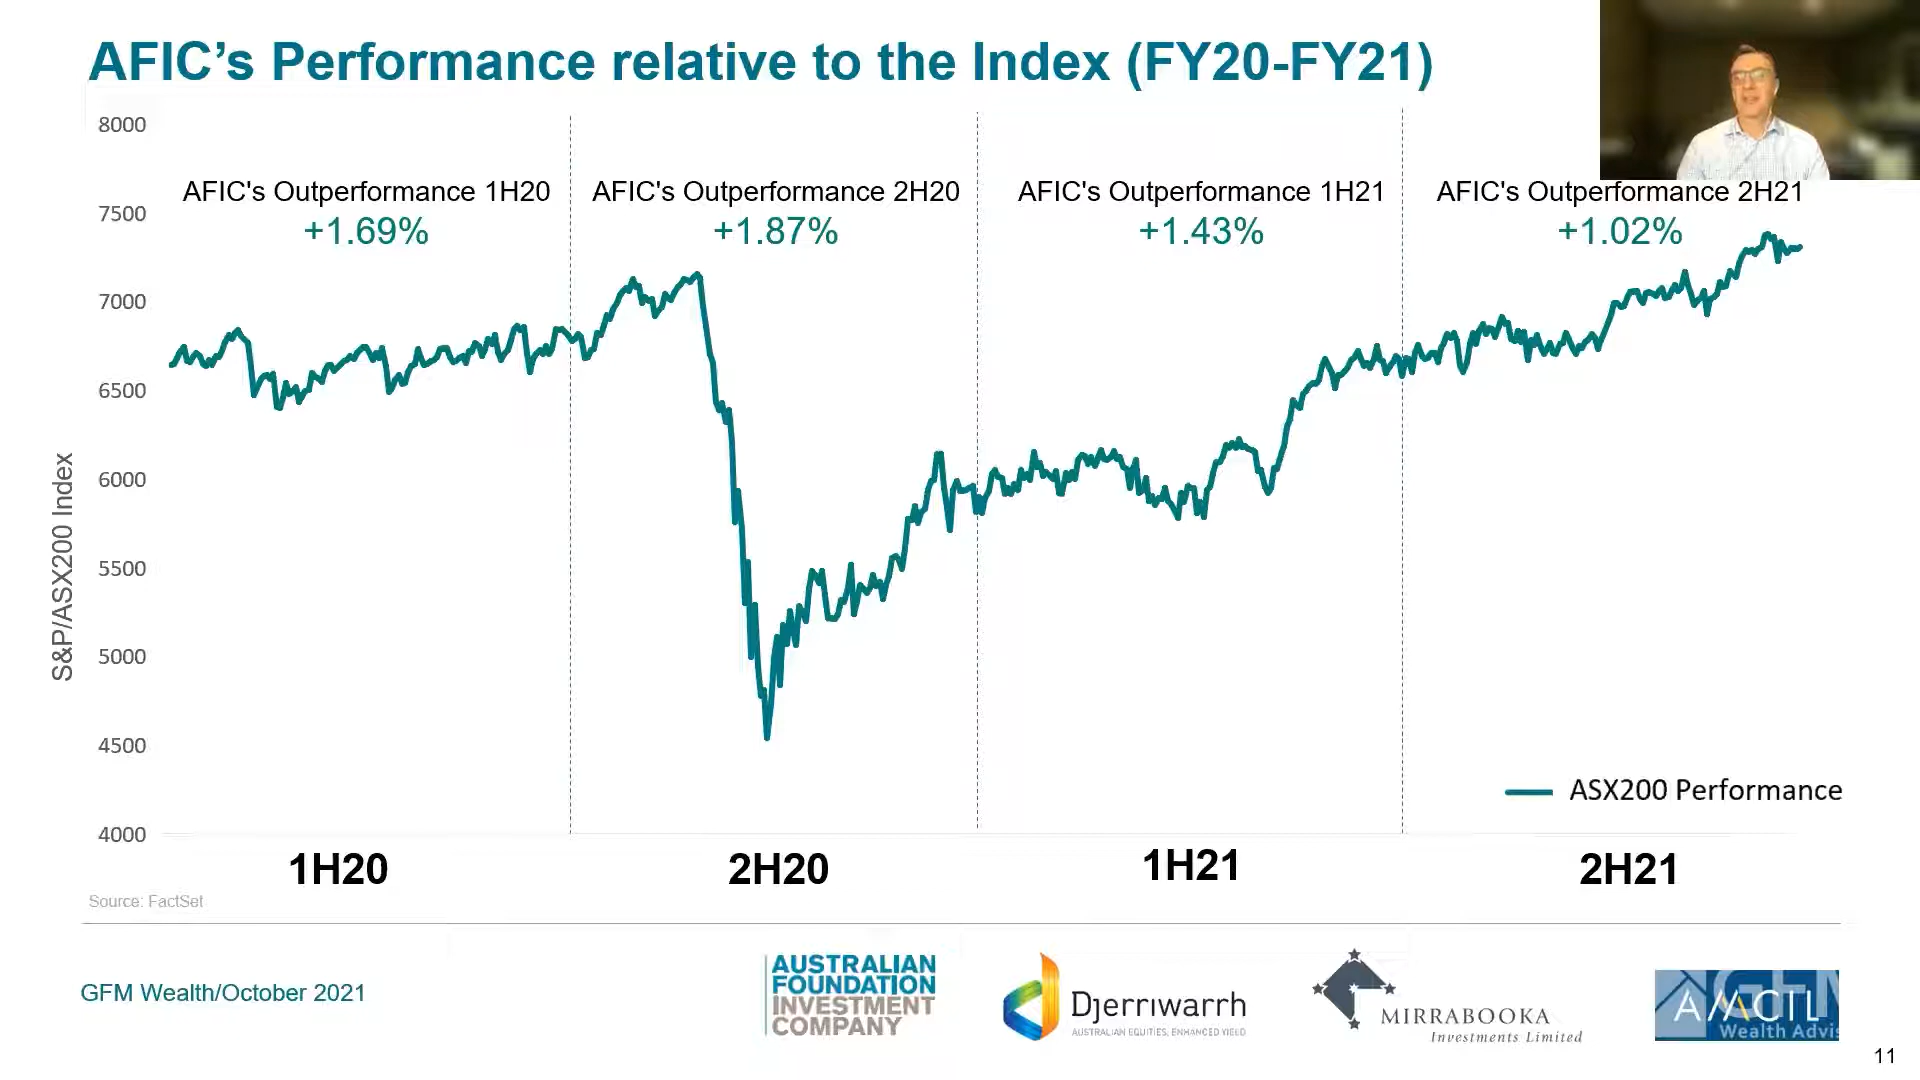 AFIC’s Performance relative to the Index (FY20-FY21)
8000
7500
7000
6500
6000
5500
5000
4500
4000
S&P/ASX200 Index
AFIC's Outperformance 1H20
+1.69%
AFIC's Outperformance 2H20
+1.87%
AFIC's Outperformance 1H21
+1.43%
AFIC's Outperformance 2H21
+1.02%
ASX200 Performance
1H20
2H20
1H21
2H21
Source: FactSet
GFM Wealth/October 2021
AUSTRALIAN
FOUNDATION
INVESTMENT
COMPANY
Djerriwarrh
AUSTRALIAN EQUITIES, ENHANCED YIELD
MIRRABOOKA
Investments Limited
Wealth Advis
11